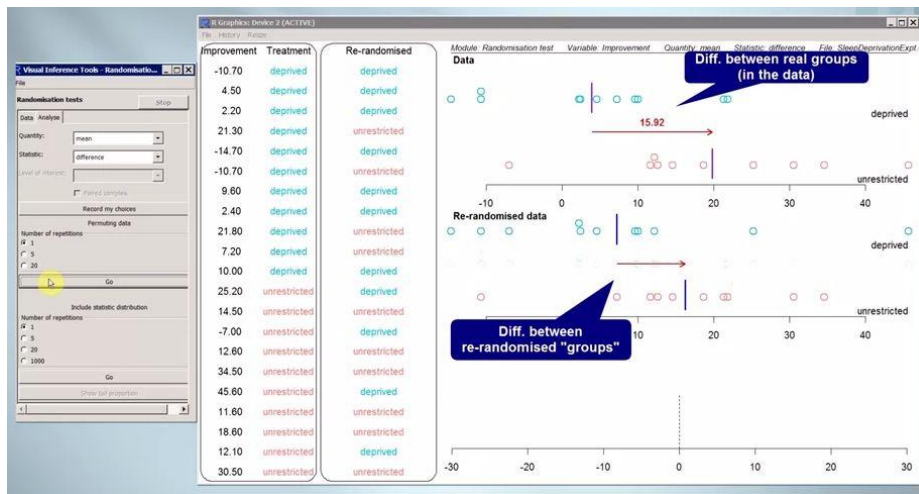 R Graphics: Device 2 (ACTIVE)
File History Resize
Improvement Treatment Re-randomised
-10.70 deprived deprived
4.50 deprived deprived
2.20 deprived deprived
21.30 deprived unrestricted
-14.70 deprived deprived
-10.70 deprived unrestricted
9.60 deprived deprived
2.40 deprived deprived
21.80 deprived unrestricted
7.20 deprived unrestricted
10.00 deprived deprived
25.20 unrestricted deprived
14.50 unrestricted unrestricted
-7.00 unrestricted deprived
12.60 unrestricted unrestricted
34.50 unrestricted unrestricted
45.60 unrestricted deprived
11.60 unrestricted unrestricted
18.60 unrestricted unrestricted
12.10 unrestricted deprived
30.50 unrestricted unrestricted
Module: Randomisation test Variable: Improvement Quantity: mean Statistic: difference File: SleepDeprivationExpt
Data
Diff. between real groups
(in the data)
deprived
15.92
unrestricted
-10 0 10 20 30 40
Re-randomised data
deprived
unrestricted
20 30 40
Diff. between
re-randomised "groups"
-30 -20 -10 0 10 20 30
Visual Inference Tools - Randomisatio...
File
Randomisation tests
Stop
Data Analyse
Quantity: mean
Statistic: difference
Level of interest:
Paired samples
Record my choices
Permuting data
Number of repetitions
1
5
20
Go
Include statistic distribution
Number of repetitions
1
5
20
1000
Go
Show tail proportion